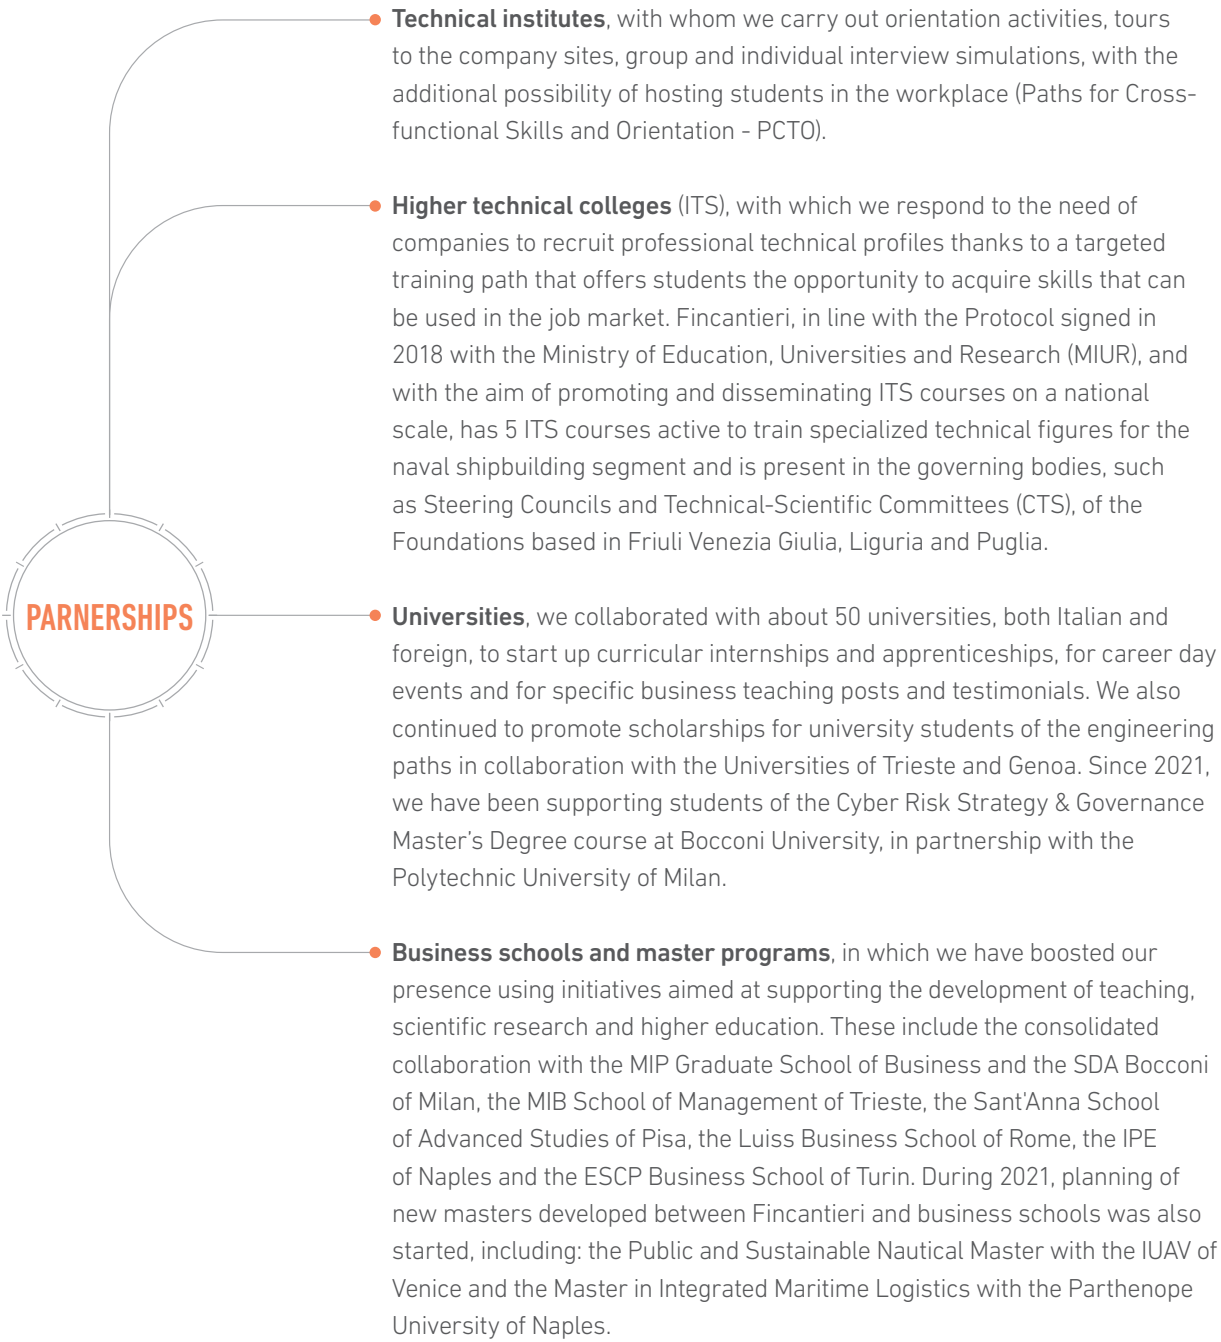 Technical institutes, with whom we carry out orientation activities, tours
to the company sites, group and individual interview simulations, with the
additional possibility of hosting students in the workplace (Paths for Cross-
functional Skills and Orientation - PCTO).
Higher technical colleges (ITS), with which we respond to the need of
companies to recruit professional technical profiles thanks to a targeted
training path that offers students the opportunity to acquire skills that can
be used in the job market. Fincantieri, in line with the Protocol signed in
2018 with the Ministry of Education, Universities and Research (MIUR), and
with the aim of promoting and disseminating ITS courses on a national
scale, has 5 ITS courses active to train specialized technical figures for the
naval shipbuilding segment and is present in the governing bodies, such
as Steering Councils and Technical-Scientific Committees (CTS), of the
Foundations based in Friuli Venezia Giulia, Liguria and Puglia.
PARNERSHIPS
Universities, we collaborated with about 50 universities, both Italian and
foreign, to start up curricular internships and apprenticeships, for career day
events and for specific business teaching posts and testimonials. We also
continued to promote scholarships for university students of the engineering
paths in collaboration with the Universities of Trieste and Genoa. Since 2021,
we have been supporting students of the Cyber Risk Strategy & Governance
Master's Degree course at Bocconi University, in partnership with the
Polytechnic University of Milan.
Business schools and master programs, in which we have boosted our
presence using initiatives aimed at supporting the development of teaching,
scientific research and higher education. These include the consolidated
collaboration with the MIP Graduate School of Business and the SDA Bocconi
of Milan, the MIB School of Management of Trieste, the Sant'Anna School
of Advanced Studies of Pisa, the Luiss Business School of Rome, the IPE
of Naples and the ESCP Business School of Turin. During 2021, planning of
new masters developed between Fincantieri and business schools was also
started, including: the Public and Sustainable Nautical Master with the IUAV of
Venice and the Master in Integrated Maritime Logistics with the Parthenope
University of Naples.